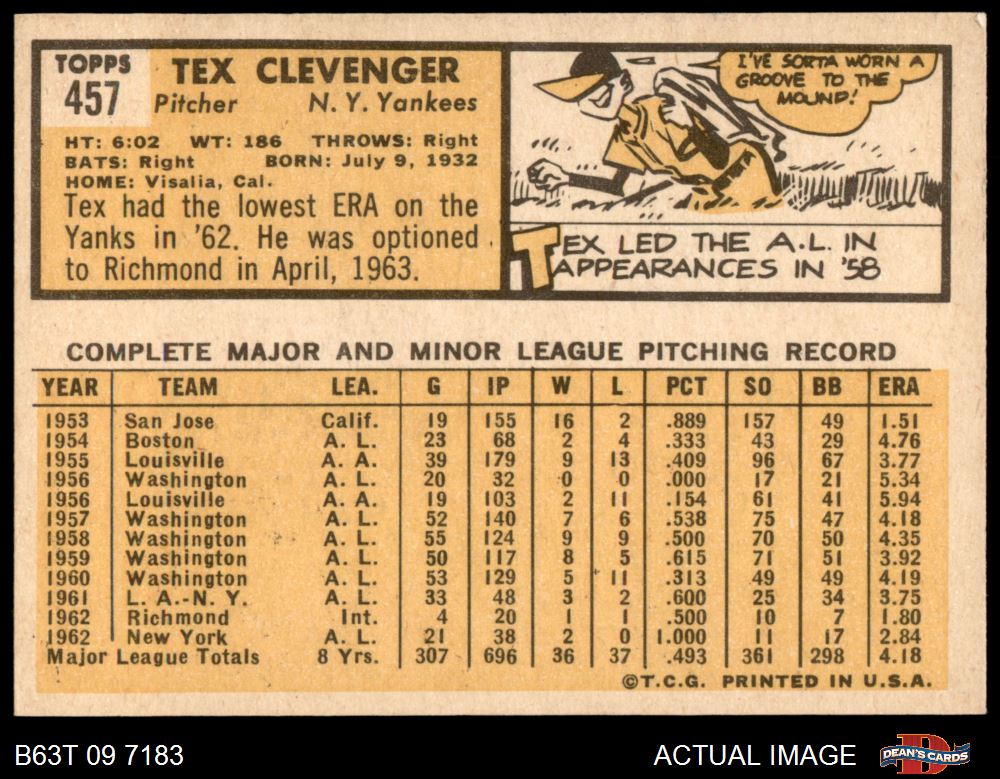 TOPPS
457
TEX CLEVENGER
Pitcher N. Y. Yankees
HT: 6:02 WT: 186 THROWS: Right
BATS: Right BORN: July 9, 1932
HOME: Visalia, Cal.
Tex had the lowest ERA on the
Yanks in '62. He was optioned
to Richmond in April, 1963.
I'VE SORTA WORN A
GROOVE TO THE
MOUND!
TEX LED THE A.L. IN
APPEARANCES IN '58
COMPLETE MAJOR AND MINOR LEAGUE PITCHING RECORD
YEAR TEAM LEA. G IP W L PCT SO BB ERA
1953 San Jose Calif. 19 155 16 2 .889 157 49 1.51
1954 Boston A. L. 23 68 2 4 .333 43 29 4.76
1955 Louisville A. A. 39 179 9 13 .409 96 67 3.77
1956 Washington A. L. 20 32 0 0 .000 17 21 5.34
1956 Louisville A. A. 19 103 2 11 .154 61 41 5.94
1957 Washington A. L. 52 140 7 6 .538 75 47 4.18
1958 Washington A. L. 55 124 9 9 .500 70 50 4.35
1959 Washington A. L. 50 117 8 5 .615 71 51 3.92
1960 Washington A. L. 53 129 5 11 .313 49 49 4.19
1961 L. A.-N. Y. A. L. 33 48 3 2 .600 25 34 3.75
1962 Richmond Int. 4 20 1 1 .500 10 7 1.80
1962 New York A. L. 21 38 2 0 1.000 11 17 2.84
Major League Totals 8 Yrs. 307 696 36 37 .493 361 298 4.18
©T.C.G. PRINTED IN U.S.A.
B63T 09 7183 ACTUAL IMAGE DEAN'S CARDS